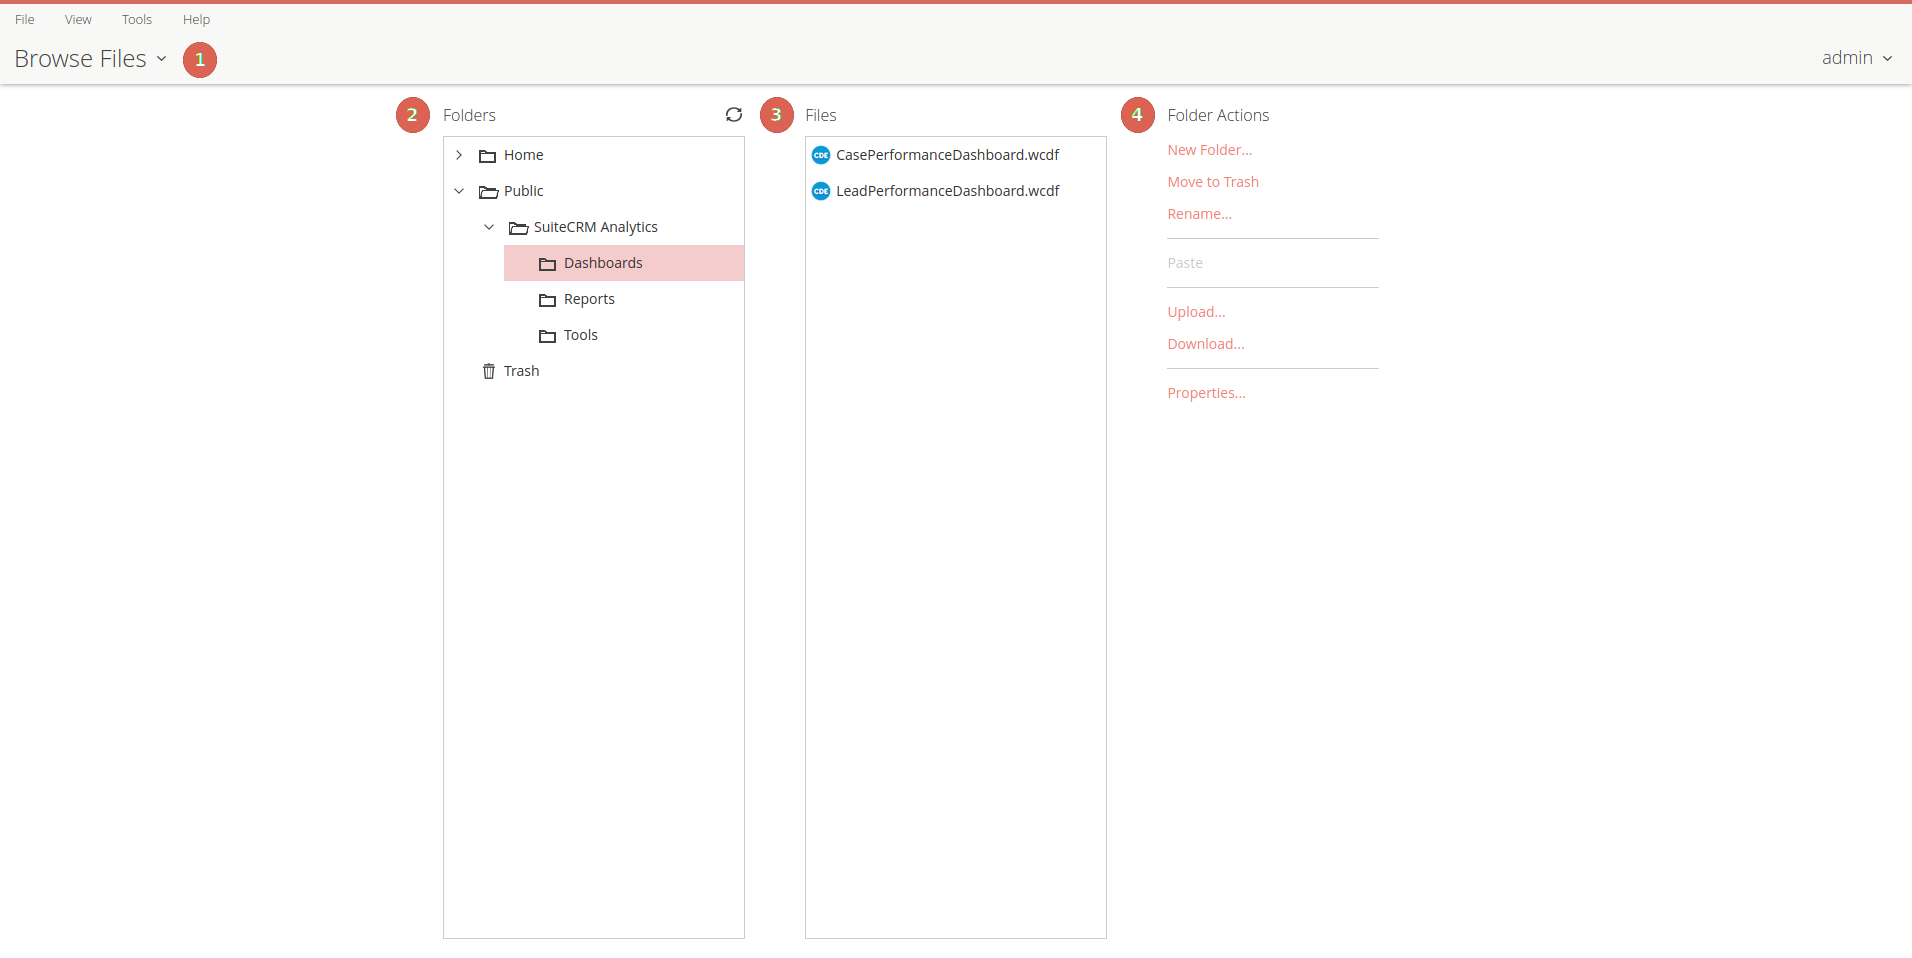 File View Tools Help
Browse Files 1 admin
2 Folders
Home
Public
SuiteCRM Analytics
Dashboards
Reports
Tools
Trash
3 Files
CDE CasePerformanceDashboard.wcdf
CDE LeadPerformanceDashboard.wcdf
4 Folder Actions
New Folder...
Move to Trash
Rename...
Paste
Upload...
Download...
Properties...